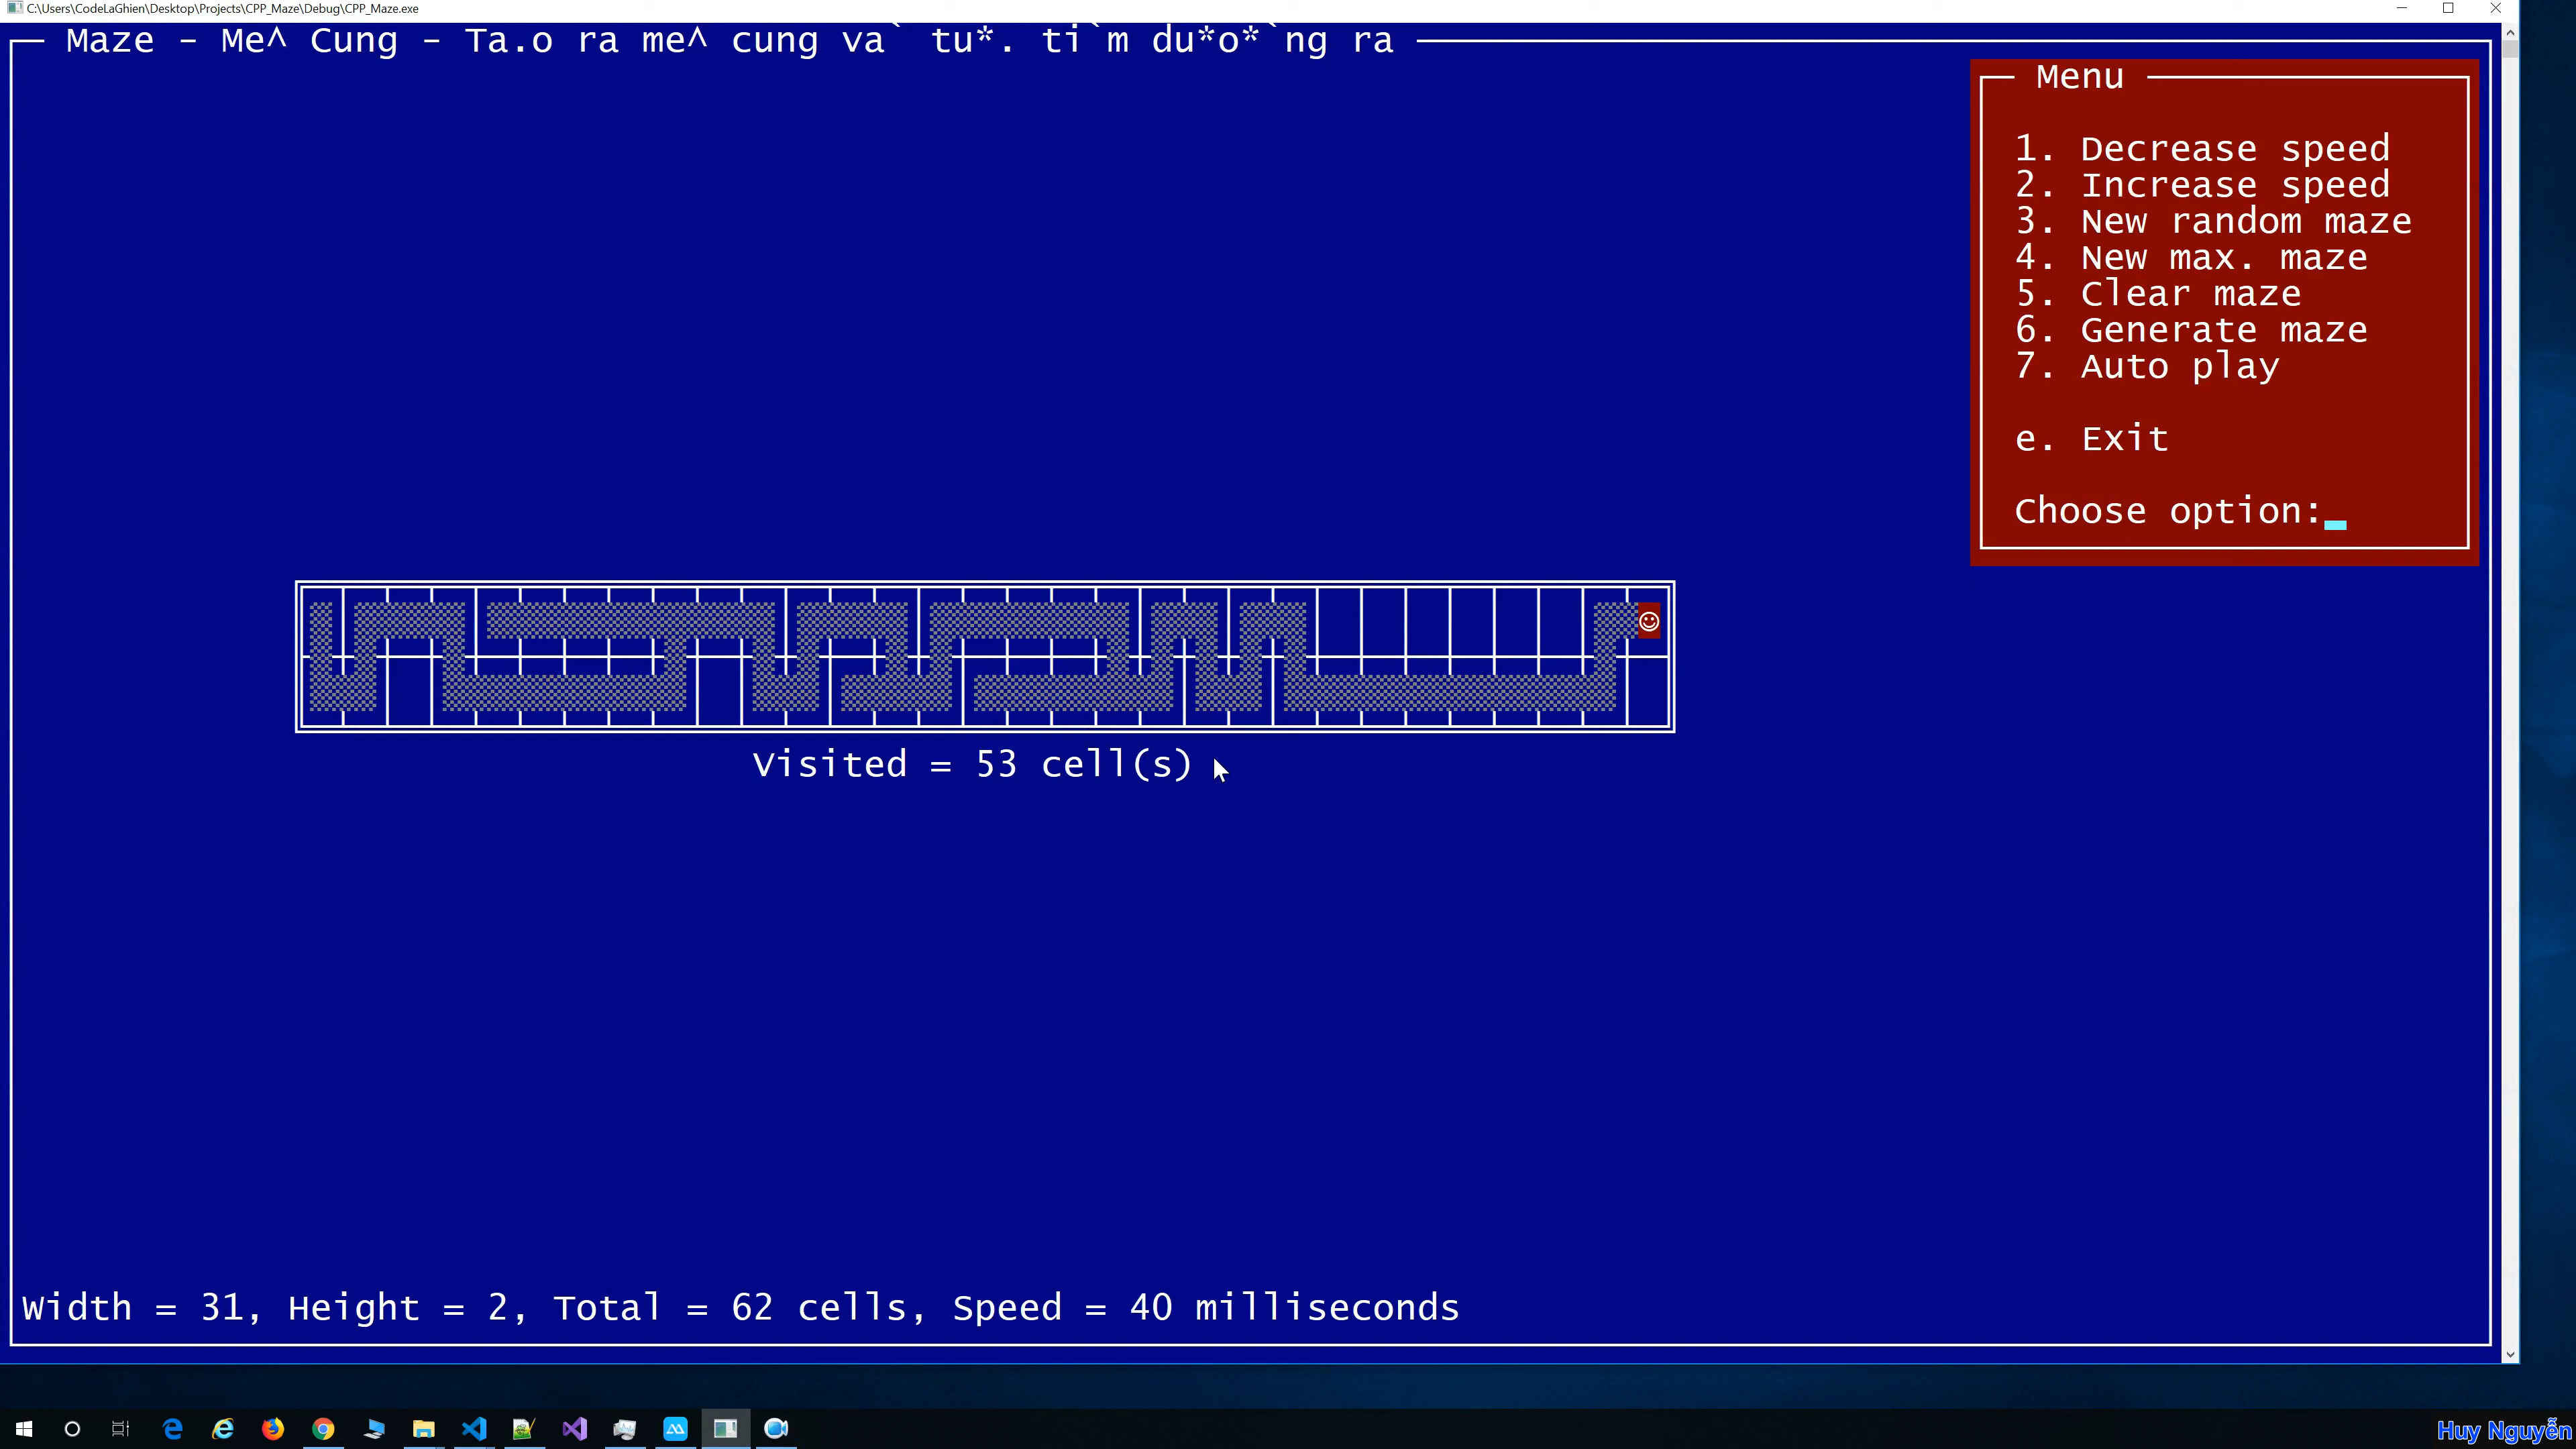 C:\Users\CodeLaGhien\Desktop\Projects\CPP_Maze\Debug\CPP_Maze.exe
Maze - Me^ Cung - Ta.o ra me^ cung va` tu*. ti`m du*o*`ng ra
Menu
1. Decrease speed
2. Increase speed
3. New random maze
4. New max. maze
5. Clear maze
6. Generate maze
7. Auto play
e. Exit
Choose option:
Visited = 53 cell(s)
Width = 31, Height = 2, Total = 62 cells, Speed = 40 milliseconds
Huy Nguyễn